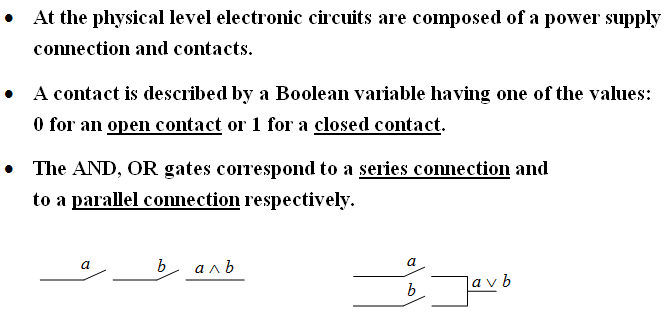 • At the physical level electronic circuits are composed of a power supply
connection and contacts.
• A contact is described by a Boolean variable having one of the values:
0 for an open contact or 1 for a closed contact.
• The AND, OR gates correspond to a series connection and
to a parallel connection respectively.
a b a ∧ b
a
b a ∨ b